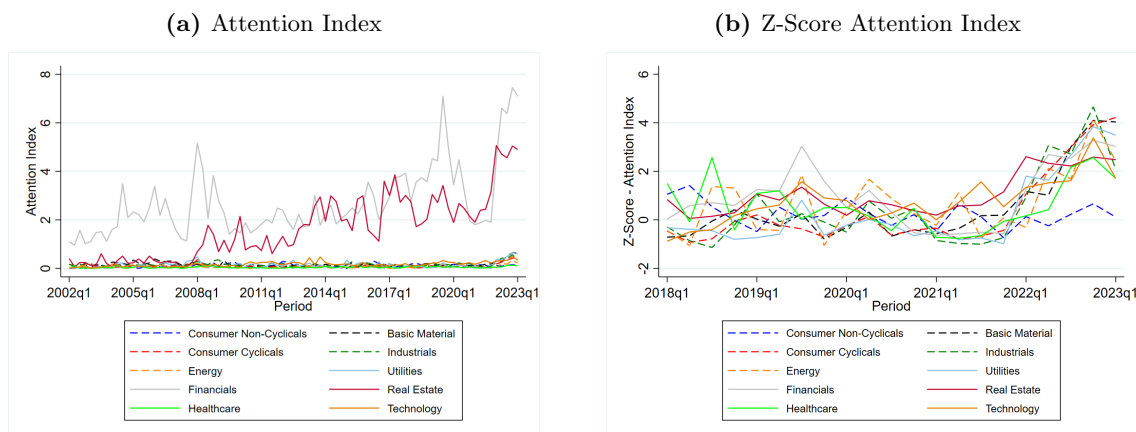 (a) Attention Index
8
6
4
2
0
Attention Index
2002q1 2005q1 2008q1 2011q1 2014q1 2017q1 2020q1 2023q1
Period
Consumer Non-Cyclicals Basic Material
Consumer Cyclicals Industrials
Energy Utilities
Financials Real Estate
Healthcare Technology
(b) Z-Score Attention Index
6
4
2
0
-2
Z-Score - Attention Index
2018q1 2019q1 2020q1 2021q1 2022q1 2023q1
Period
Consumer Non-Cyclicals Basic Material
Consumer Cyclicals Industrials
Energy Utilities
Financials Real Estate
Healthcare Technology